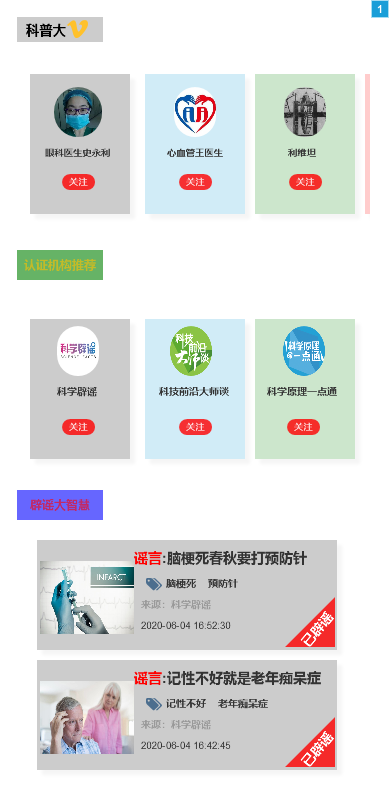 1
科普大
眼科医生史永利
心血管王医生
利维坦
关注
关注
关注
认证机构推荐
科学辟谣
SCIENCE FACTS
科技
前沿
大师谈
科学原理
一点通
科学辟谣
科技前沿大师谈
科学原理一点通
关注
关注
关注
辟谣大智慧
谣言:脑梗死春秋要打预防针
INFARCT
脑梗死 预防针
来源: 科学辟谣
2020-06-04 16:52:30
已辟谣
谣言:记性不好就是老年痴呆症
记性不好 老年痴呆症
来源: 科学辟谣
2020-06-04 16:42:45
已辟谣